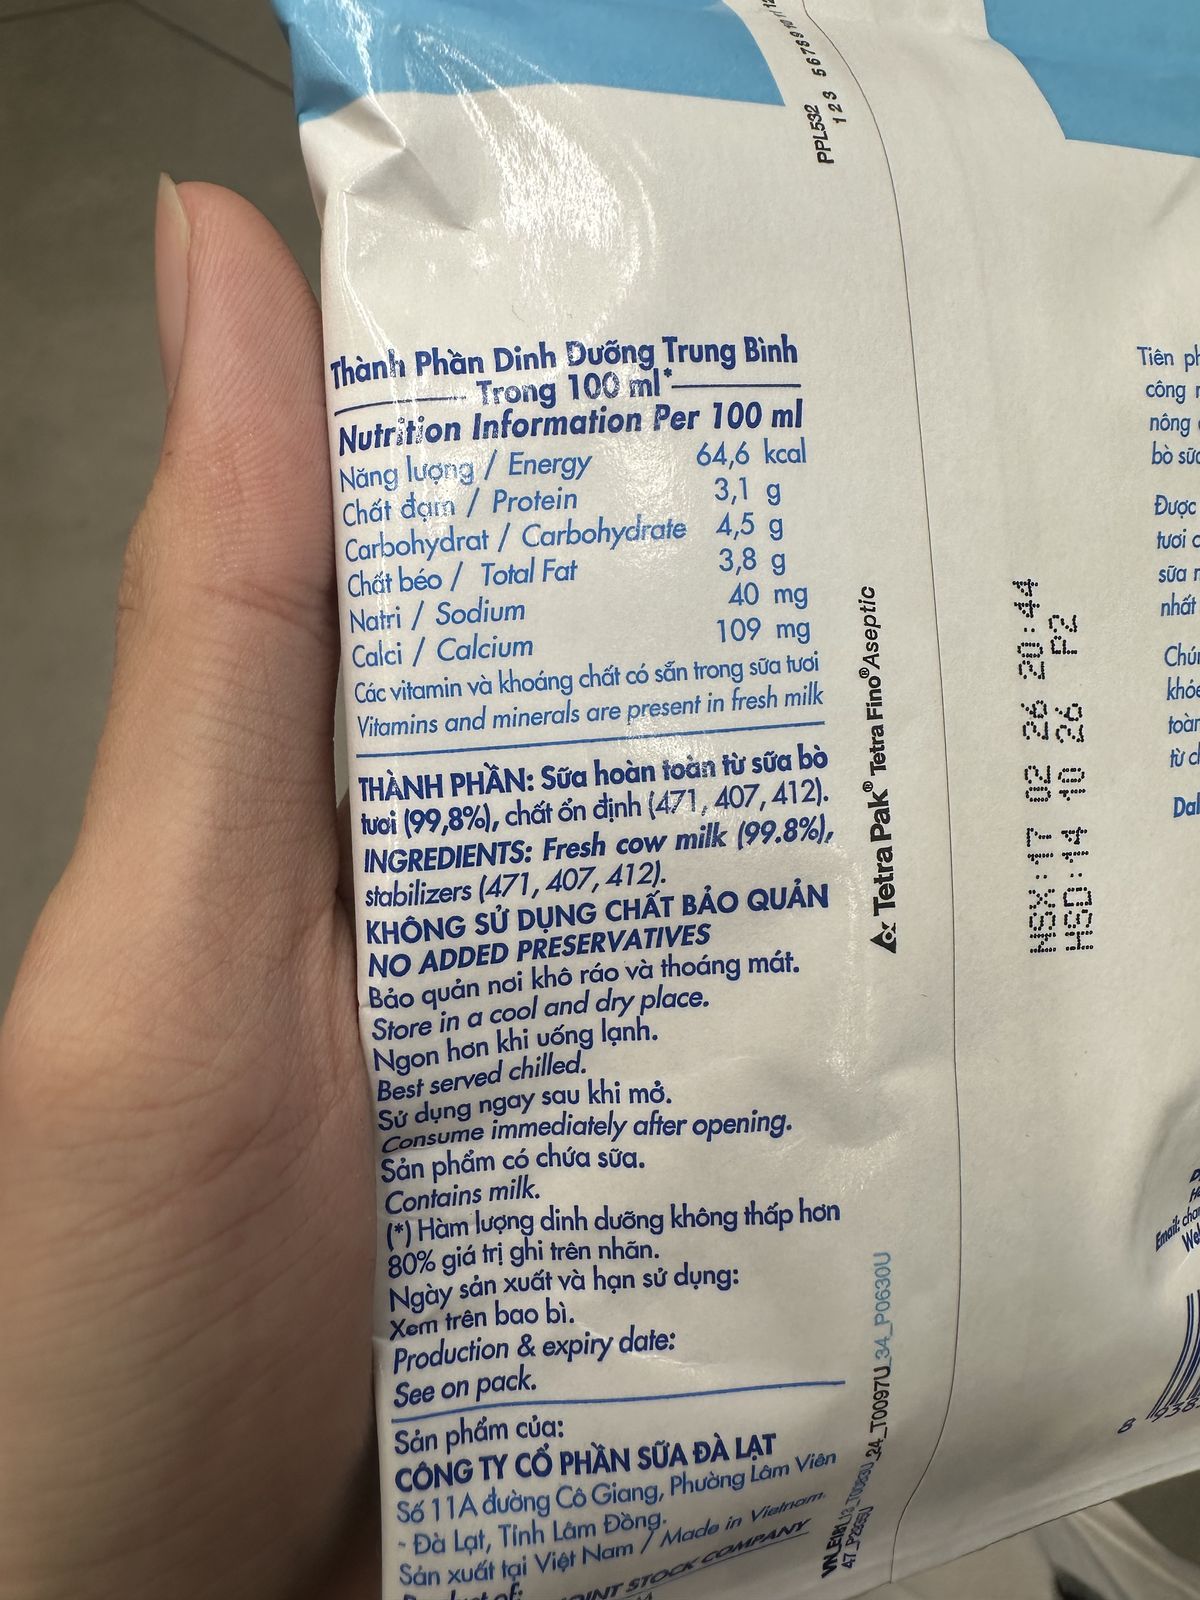 PPL532
123 56789
Thành Phần Dinh Dưỡng Trung Bình
Trong 100 ml*
Nutrition Information Per 100 ml
Năng lượng / Energy 64,6 kcal
Chất đạm / Protein 3,1 g
Carbohydrat / Carbohydrate 4,5 g
Chất béo / Total Fat 3,8 g
Natri / Sodium 40 mg
Calci / Calcium 109 mg
Các vitamin và khoáng chất có sẵn trong sữa tươi
Vitamins and minerals are present in fresh milk
THÀNH PHẦN: Sữa hoàn toàn từ sữa bò
tươi (99,8%), chất ổn định (471, 407, 412).
INGREDIENTS: Fresh cow milk (99.8%),
stabilizers (471, 407, 412).
KHÔNG SỬ DỤNG CHẤT BẢO QUẢN
NO ADDED PRESERVATIVES
Bảo quản nơi khô ráo và thoáng mát.
Store in a cool and dry place.
Ngon hơn khi uống lạnh.
Best served chilled.
Sử dụng ngay sau khi mở.
Consume immediately after opening.
Sản phẩm có chứa sữa.
Contains milk.
(*) Hàm lượng dinh dưỡng không thấp hơn
80% giá trị ghi trên nhãn.
Ngày sản xuất và hạn sử dụng:
Xem trên bao bì.
Production & expiry date:
See on pack.
Sản phẩm của:
CÔNG TY CỔ PHẦN SỮA ĐÀ LẠT
Số 11A đường Cô Giang, Phường Lâm Viên
- Đà Lạt, Tỉnh Lâm Đồng.
Sản xuất tại Việt Nam / Made in Vietnam.
of:
JOINT STOCK COMPANY
Tetra Pak® Tetra Fino® Aseptic
NSX:17 02 26 20:44
HSD:14 10 26 P2
Tiên
công
nông
bò sữa
Được
tươi
sữa
nhất
từ
Email:
8 938